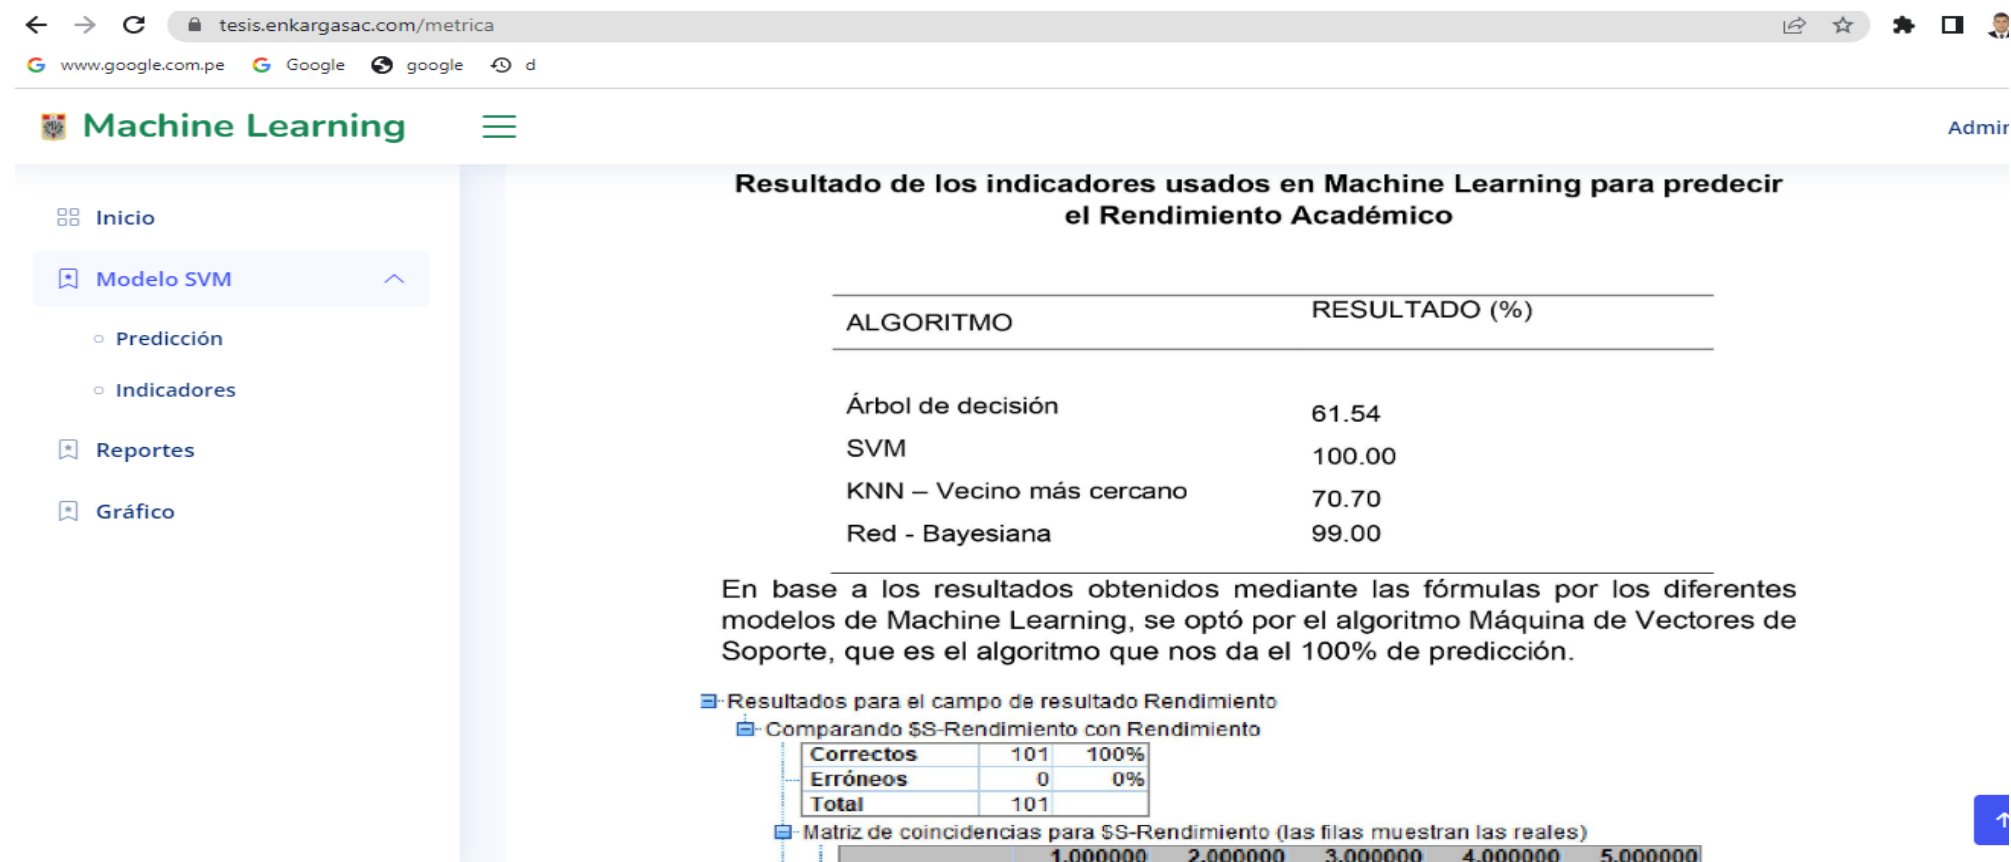 tesis.enkargasac.com/metrica
www.google.com.pe Google google d
Machine Learning
Admin
Inicio
Modelo SVM
Predicción
Indicadores
Reportes
Gráfico
Resultado de los indicadores usados en Machine Learning para predecir
el Rendimiento Académico
ALGORITMO RESULTADO (%)
Árbol de decisión 61.54
SVM 100.00
KNN – Vecino más cercano 70.70
Red - Bayesiana 99.00
En base a los resultados obtenidos mediante las fórmulas por los diferentes
modelos de Machine Learning, se optó por el algoritmo Máquina de Vectores de
Soporte, que es el algoritmo que nos da el 100% de predicción.
Resultados para el campo de resultado Rendimiento
Comparando $S-Rendimiento con Rendimiento
Correctos 101 100%
Erróneos 0 0%
Total 101
Matriz de coincidencias para $S-Rendimiento (las filas muestran las reales)
1.000000 2.000000 3.000000 4.000000 5.000000